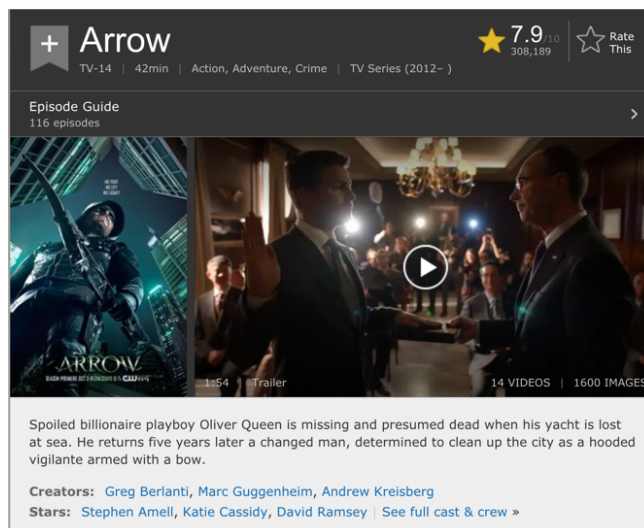 + Arrow
7.9/10
308,189
Rate
This
TV-14 | 42min | Action, Adventure, Crime | TV Series (2012– )
Episode Guide
116 episodes
ARROW
1:54 | Trailer
14 VIDEOS | 1600 IMAGES
Spoiled billionaire playboy Oliver Queen is missing and presumed dead when his yacht is lost
at sea. He returns five years later a changed man, determined to clean up the city as a hooded
vigilante armed with a bow.
Creators: Greg Berlanti, Marc Guggenheim, Andrew Kreisberg
Stars: Stephen Amell, Katie Cassidy, David Ramsey | See full cast & crew »